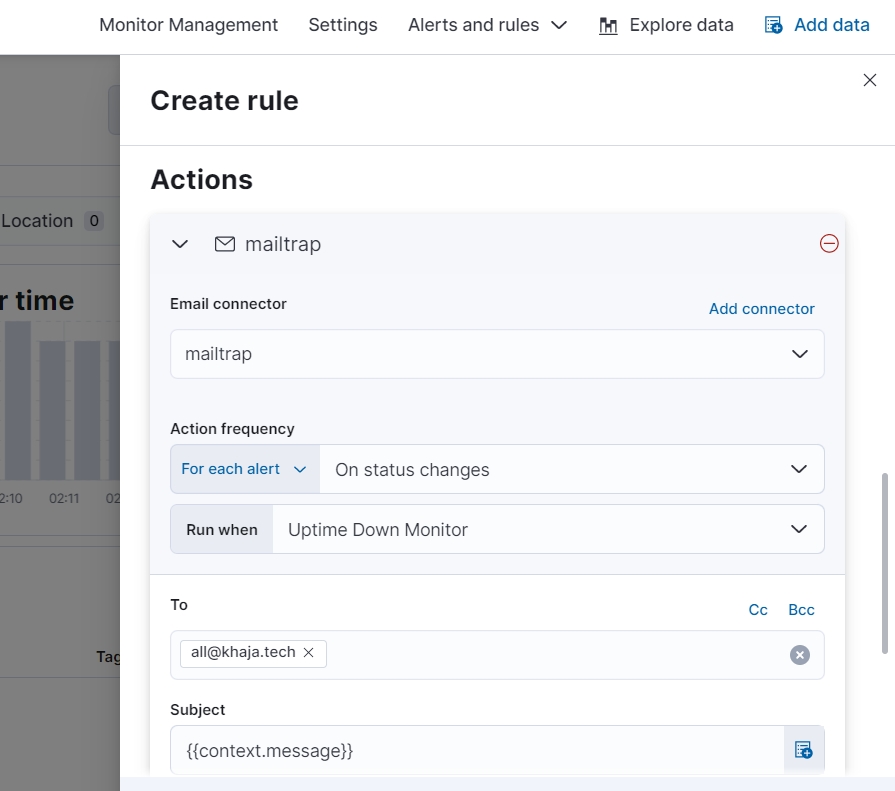 Monitor Management Settings Alerts and rules Explore data Add data
Create rule
Actions
Location 0
mailtrap
r time
Email connector
Add connector
mailtrap
Action frequency
For each alert On status changes
2:10 02:11 02
Run when Uptime Down Monitor
To
Cc Bcc
all@khaja.tech
Tag
Subject
{{context.message}}